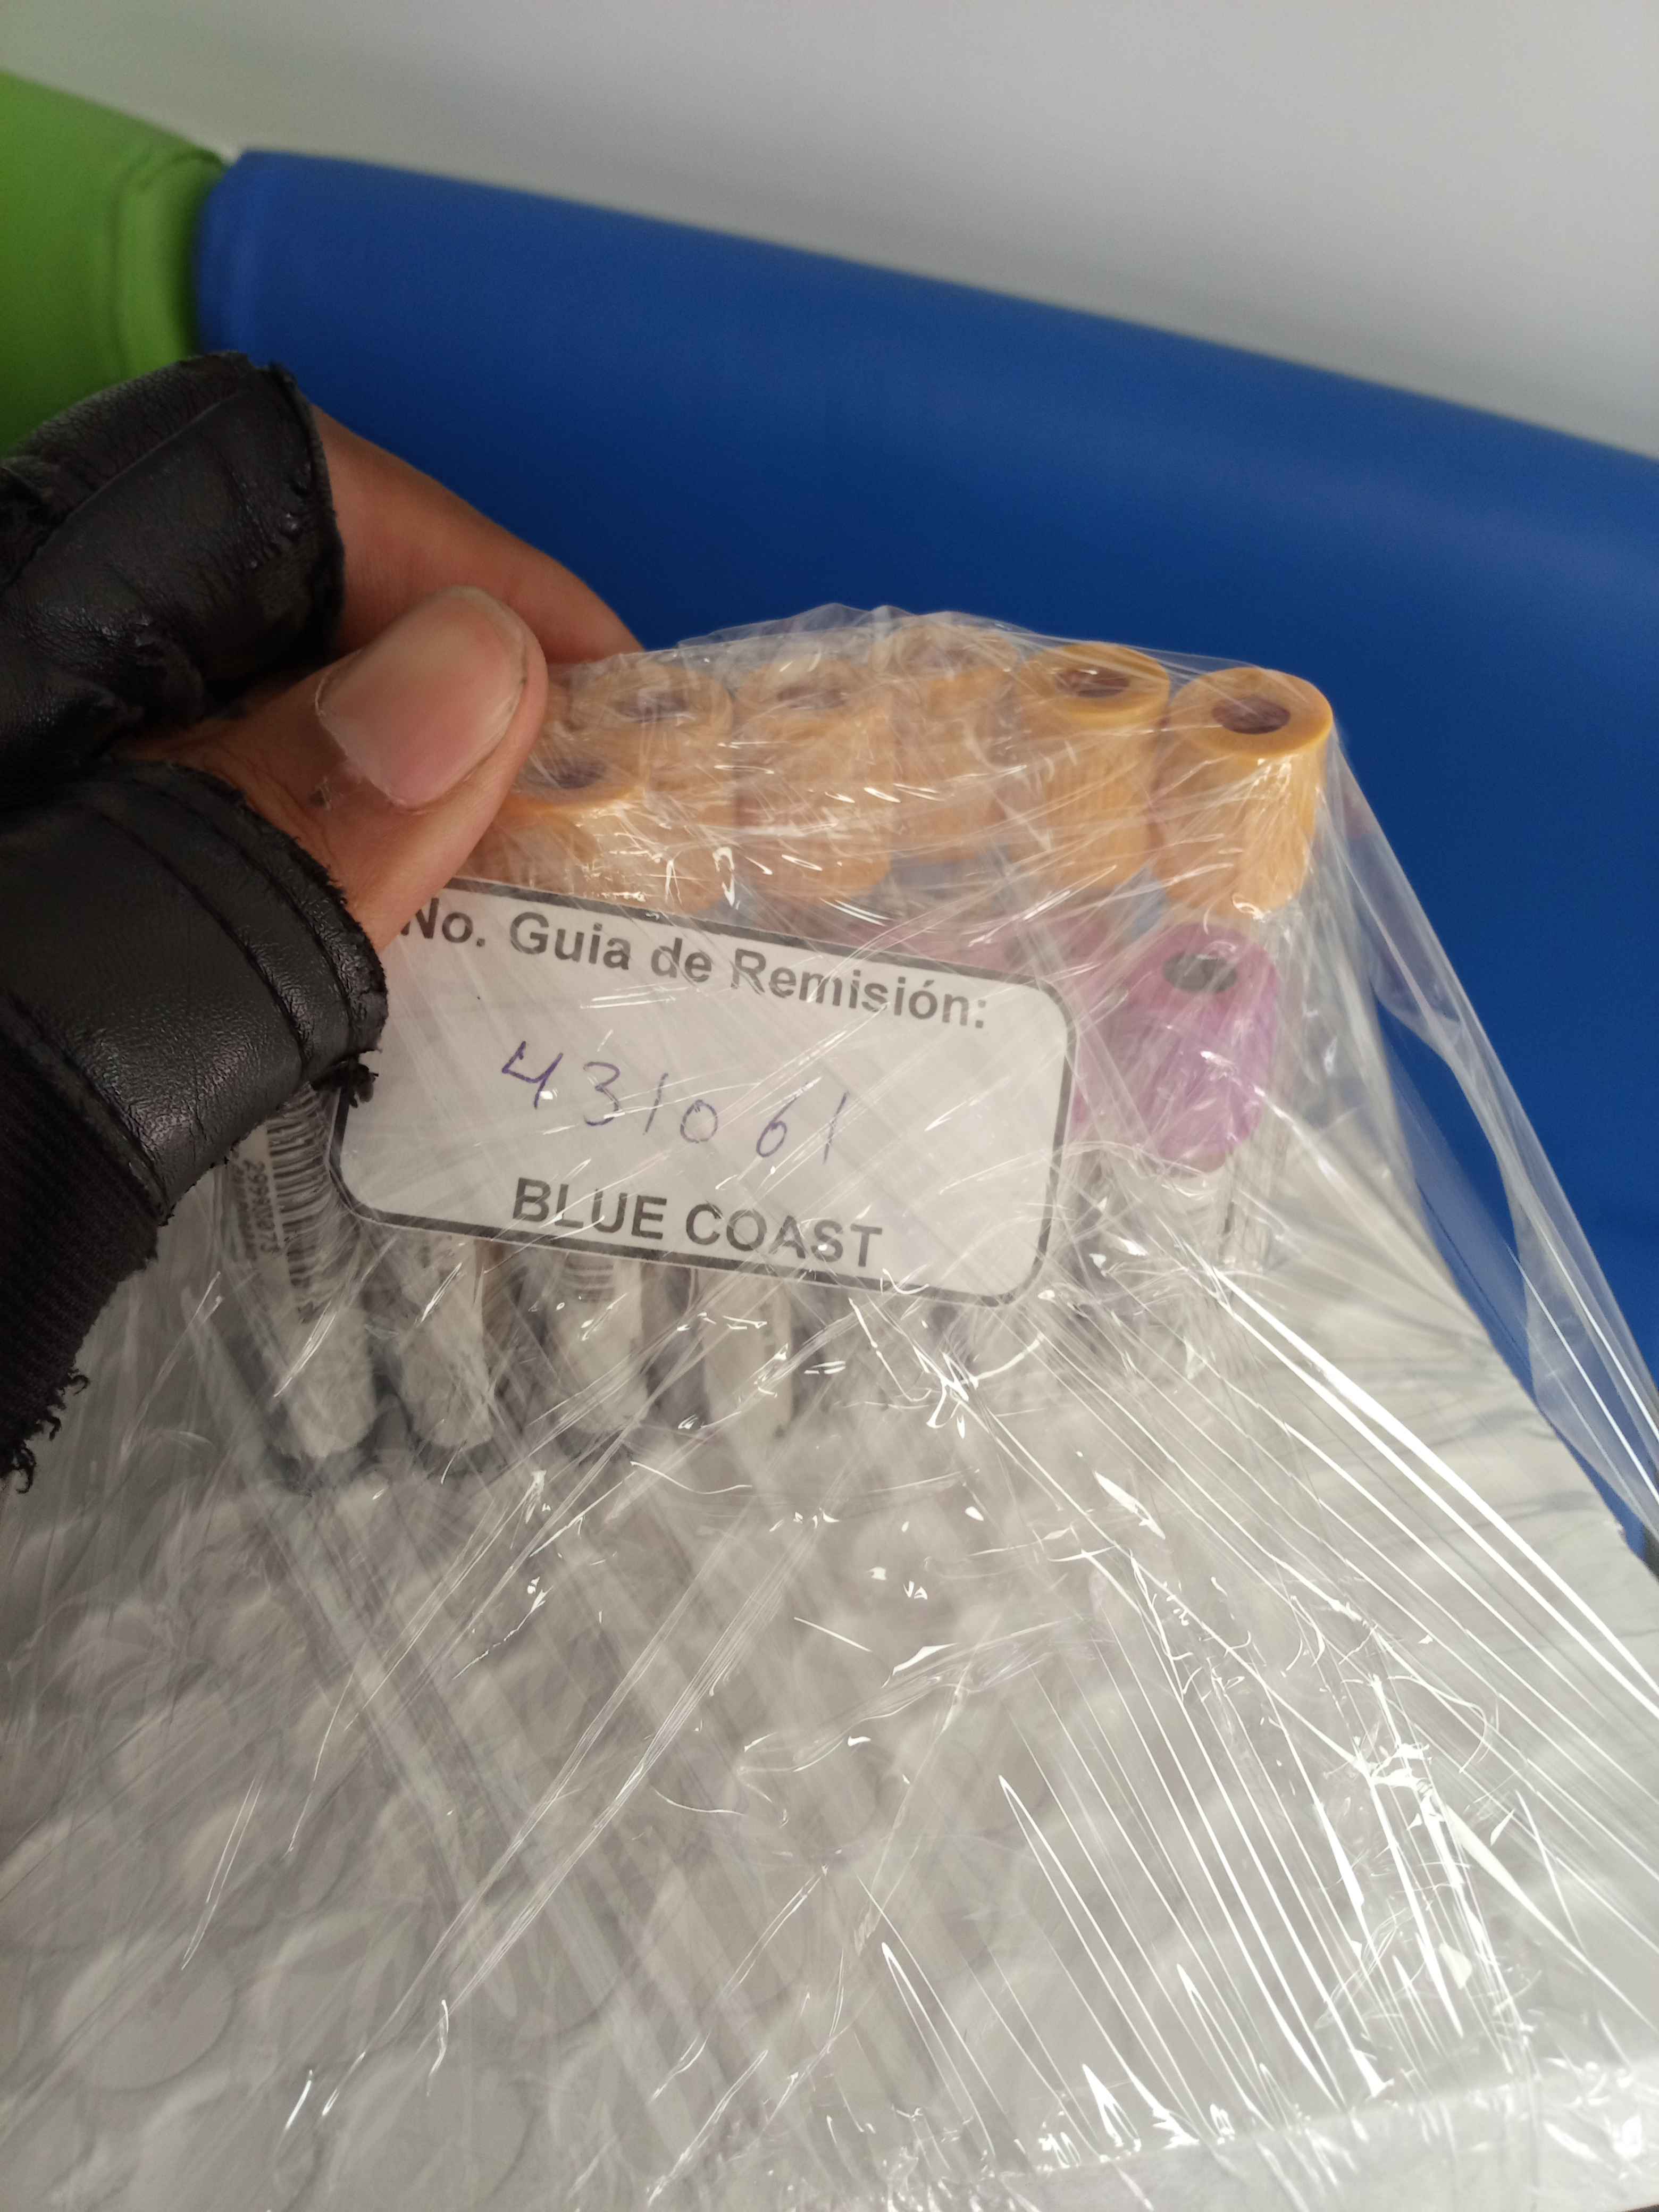 No. Guia de Remisión:
431061
BLUE COAST